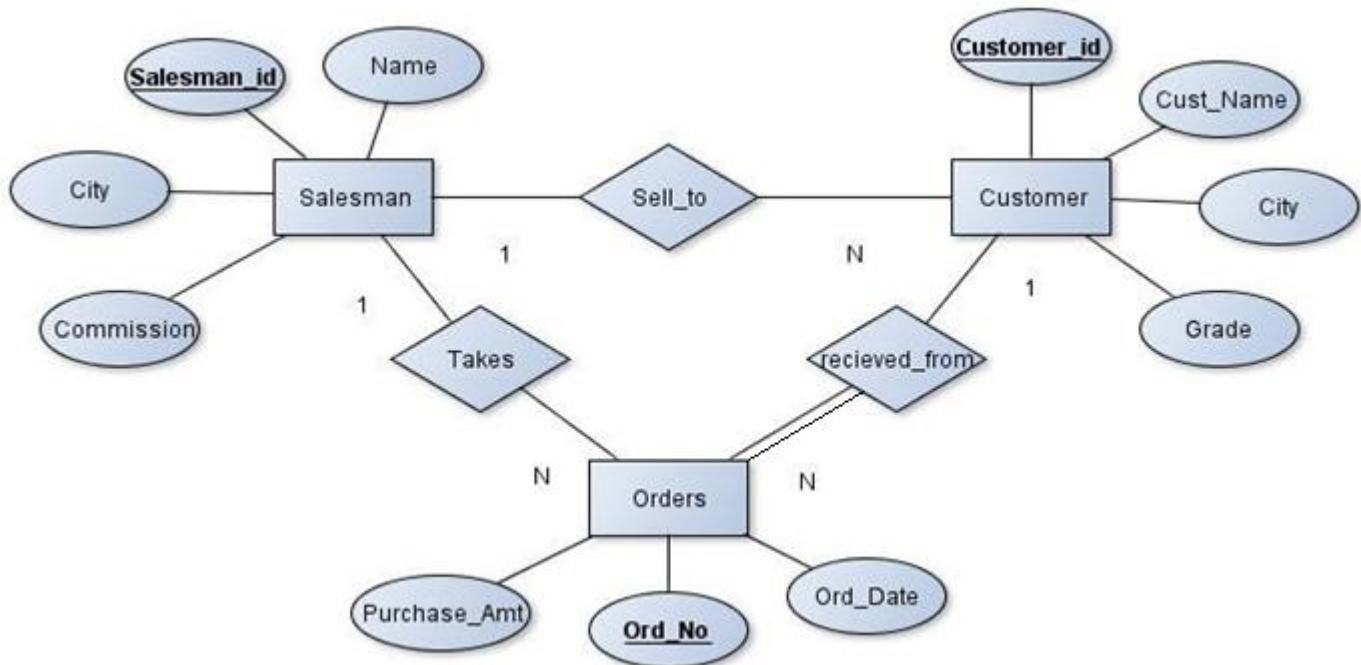 Customer_id
Salesman_id
Name
Cust_Name
City
Salesman
Sell_to
Customer
City
1
N
1
1
Commission
Takes
recieved_from
Grade
N
N
Orders
Purchase_Amt
Ord_No
Ord_Date